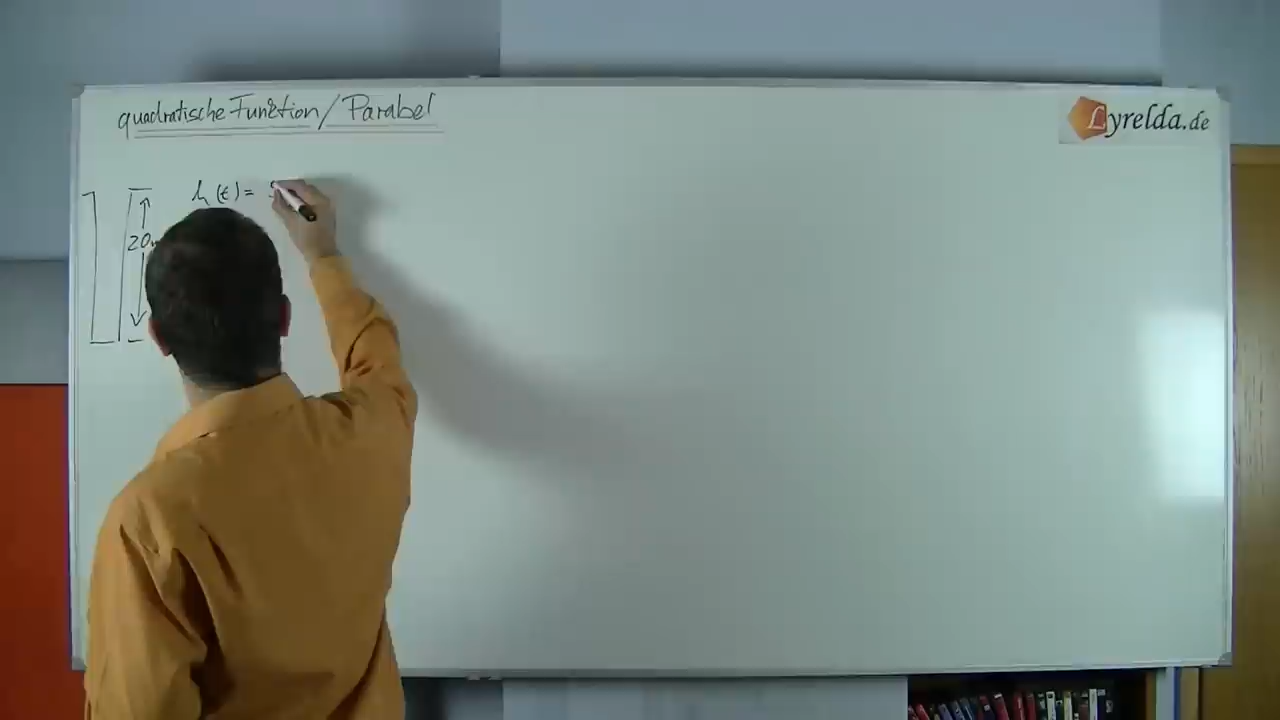 quadratische Funktion/Parabel
Lyrelda.de
h(t) =
20